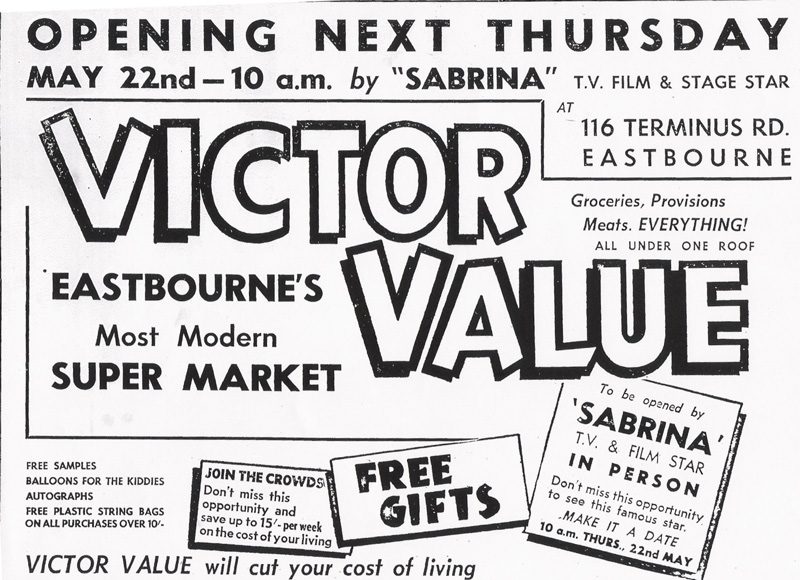 OPENING NEXT THURSDAY
MAY 22nd — 10 a.m. by "SABRINA" T.V. FILM & STAGE STAR
AT
116 TERMINUS RD.
EASTBOURNE
VICTOR
VALUE
Groceries, Provisions
Meats. EVERYTHING!
ALL UNDER ONE ROOF
EASTBOURNE'S
Most Modern
SUPER MARKET
To be opened by
'SABRINA'
T.V. & FILM STAR
IN PERSON
Don't miss this opportunity
to see this famous star.
MAKE IT A DATE
10 a.m. THURS., 22nd MAY
FREE SAMPLES
BALLOONS FOR THE KIDDIES
AUTOGRAPHS
FREE PLASTIC STRING BAGS
ON ALL PURCHASES OVER 10/-
JOIN THE CROWDS!
Don't miss this
opportunity and
save up to 15/- per week
on the cost of your living
FREE
GIFTS
VICTOR VALUE will cut your cost of living